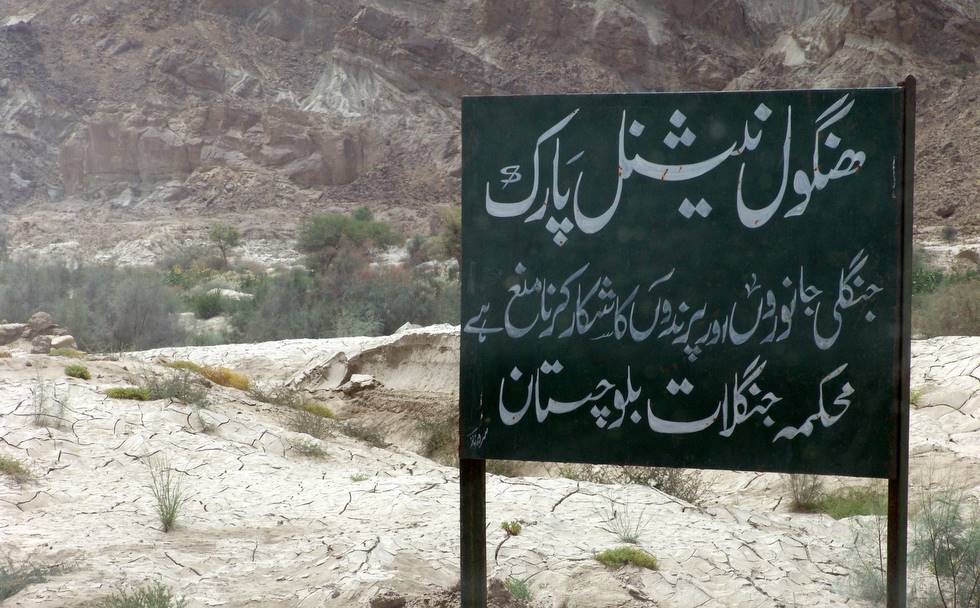 ھنگول نیشنل پارک
جنگلی جانوروں اور پرندوں کا شکار کرنا منع ہے
محکمہ جنگلات بلوچستان